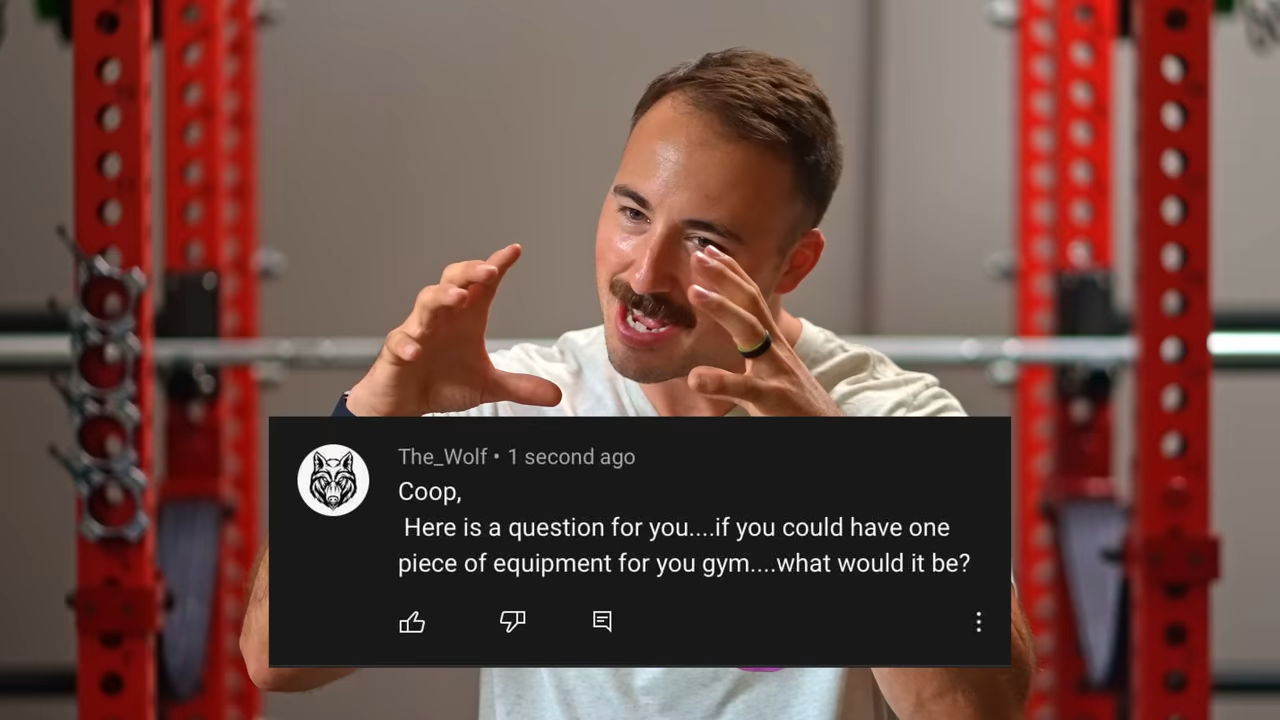 The_Wolf • 1 second ago
Coop,
Here is a question for you....if you could have one
piece of equipment for you gym....what would it be?